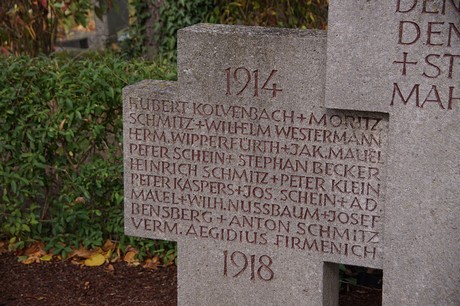 1914
HUBERT KOLVENBACH+MORITZ
SCHMITZ+WILHELM WESTERMANN
HERM. WIPPERFÜRTH+JAK. MAUEL
PETER SCHEIN+STEPHAN BECKER
HEINRICH SCHMITZ+PETER KLEIN
PETER KASPERS+JOS. SCHEIN+AD.
MAUEL+WILH. NUSSBAUM+JOSEF
BENSBERG+ANTON SCHMITZ
VERM. AEGIDIUS FIRMENICH
1918
DEN
DER
+ST
MAH